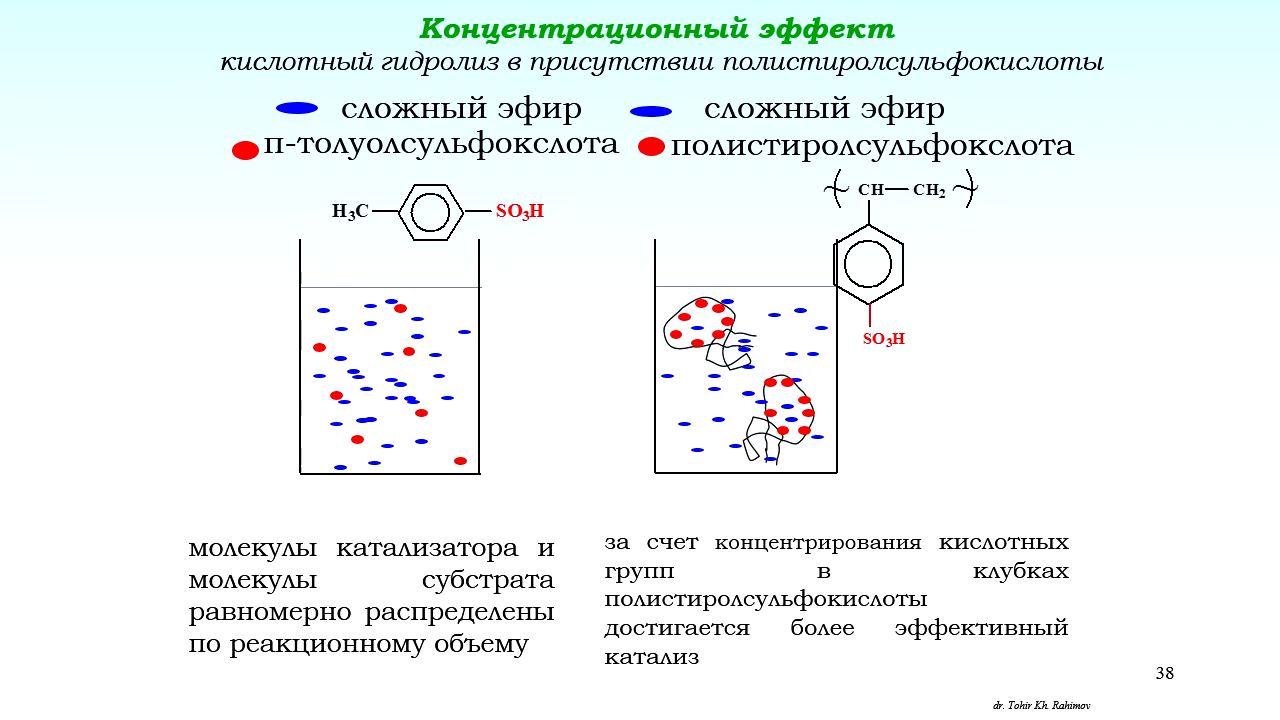 Концентрационный эффект
кислотный гидролиз в присутствии полистиролсульфокислоты
сложный эфир
п-толуолсульфокслота
сложный эфир
полистиролсульфокслота
H3C
SO3H
CH
CH2
SO3H
молекулы катализатора и
молекулы субстрата
равномерно распределены
по реакционному объему
за счет концентрирования кислотных
групп в клубках
полистиролсульфокислоты
достигается более эффективный
катализ
38
dr. Tohir Kh. Rahimov